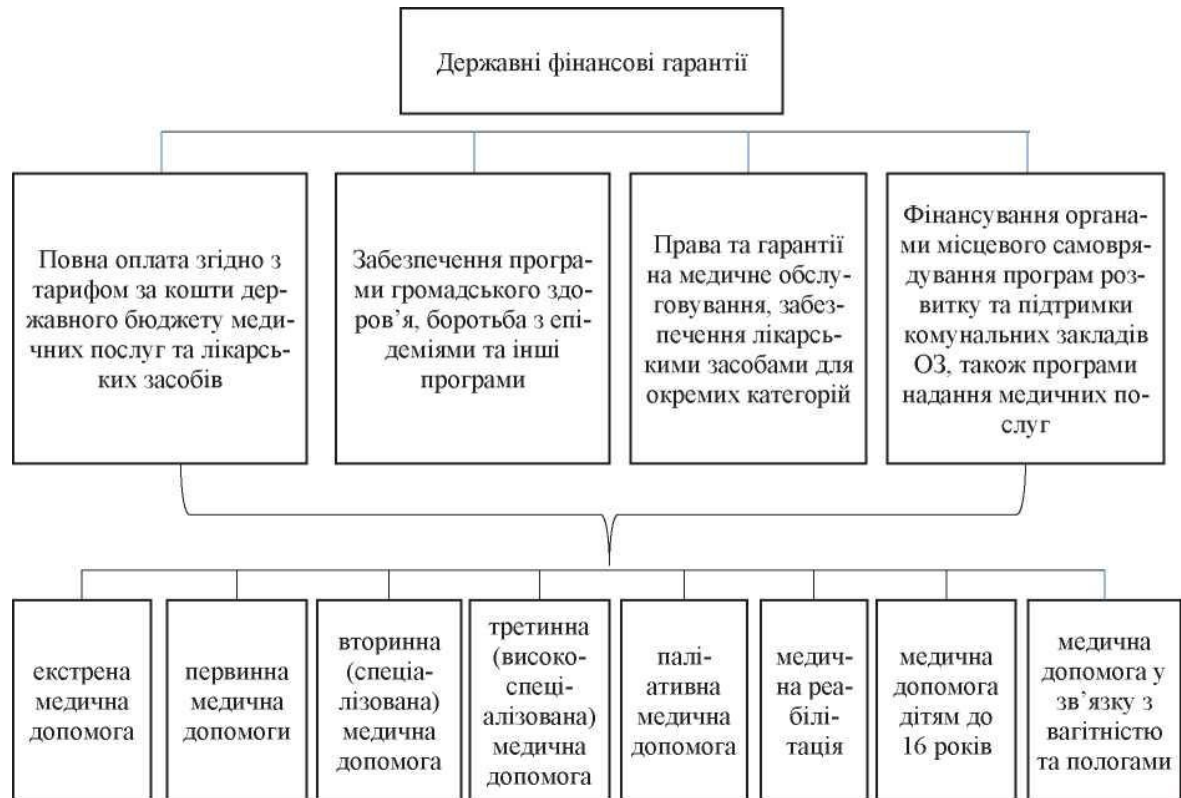 Державні фінансові гарантії
Повна оплата згідно з
тарифом за кошти дер-
жавного бюджету меди-
чних послуг та лікарсь-
ких засобів
Забезпечення програ-
ми громадського здо-
ров’я, боротьба з епі-
деміями та інші
програми
Права та гарантії
на медичне обслу-
говування, забез-
печення лікарсь-
кими засобами для
окремих категорій
Фінансування органа-
ми місцевого самовря-
дування програм роз-
витку та підтримки
комунальних закладів
ОЗ, також програми
надання медичних по-
слуг
екстрена
медична
допомога
первинна
медична
допомоги
вторинна
(спеціа-
лізована)
медична
допомога
третинна
(високо-
спеці-
алізована)
медична
допомога
палі-
ативна
медична
допомога
медич-
на реа-
білі-
тація
медична
допомога
дітям до
16 років
медична
допомога у
зв’язку з
вагітністю
та пологами